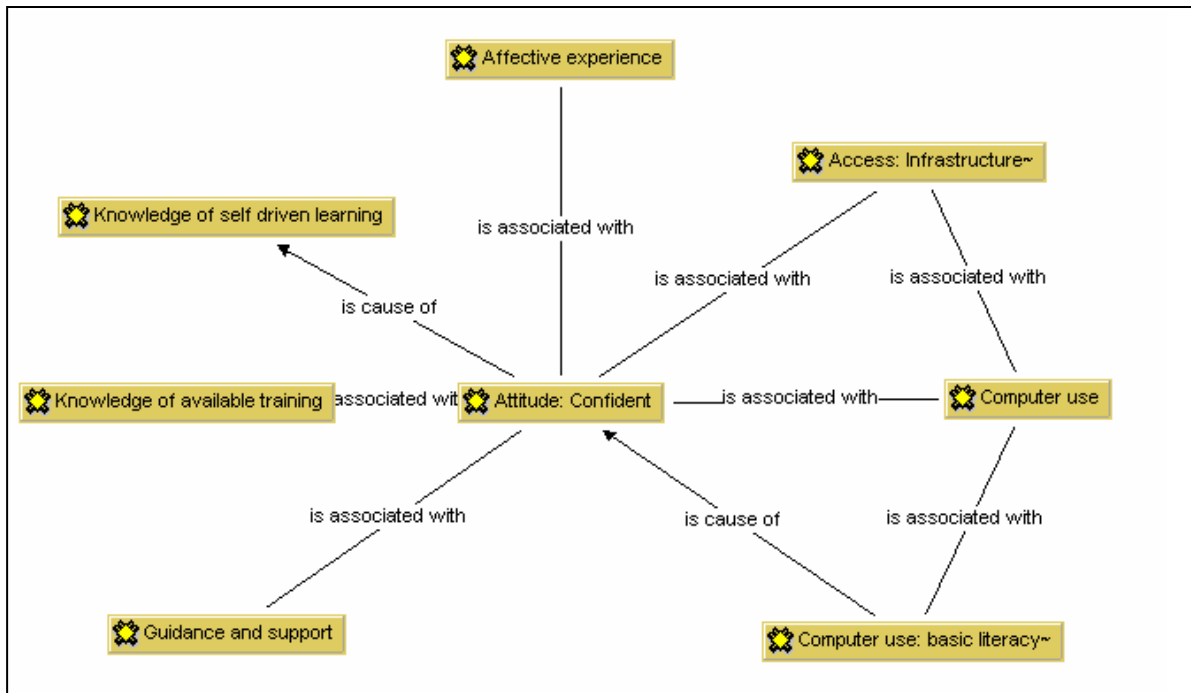 Affective experience
Access: Infrastructure~
Knowledge of self driven learning
is associated with
is associated with
is associated with
is cause of
Knowledge of available training
associated wit
Attitude: Confident
is associated with
Computer use
is associated with
is cause of
is associated with
Guidance and support
Computer use: basic literacy~